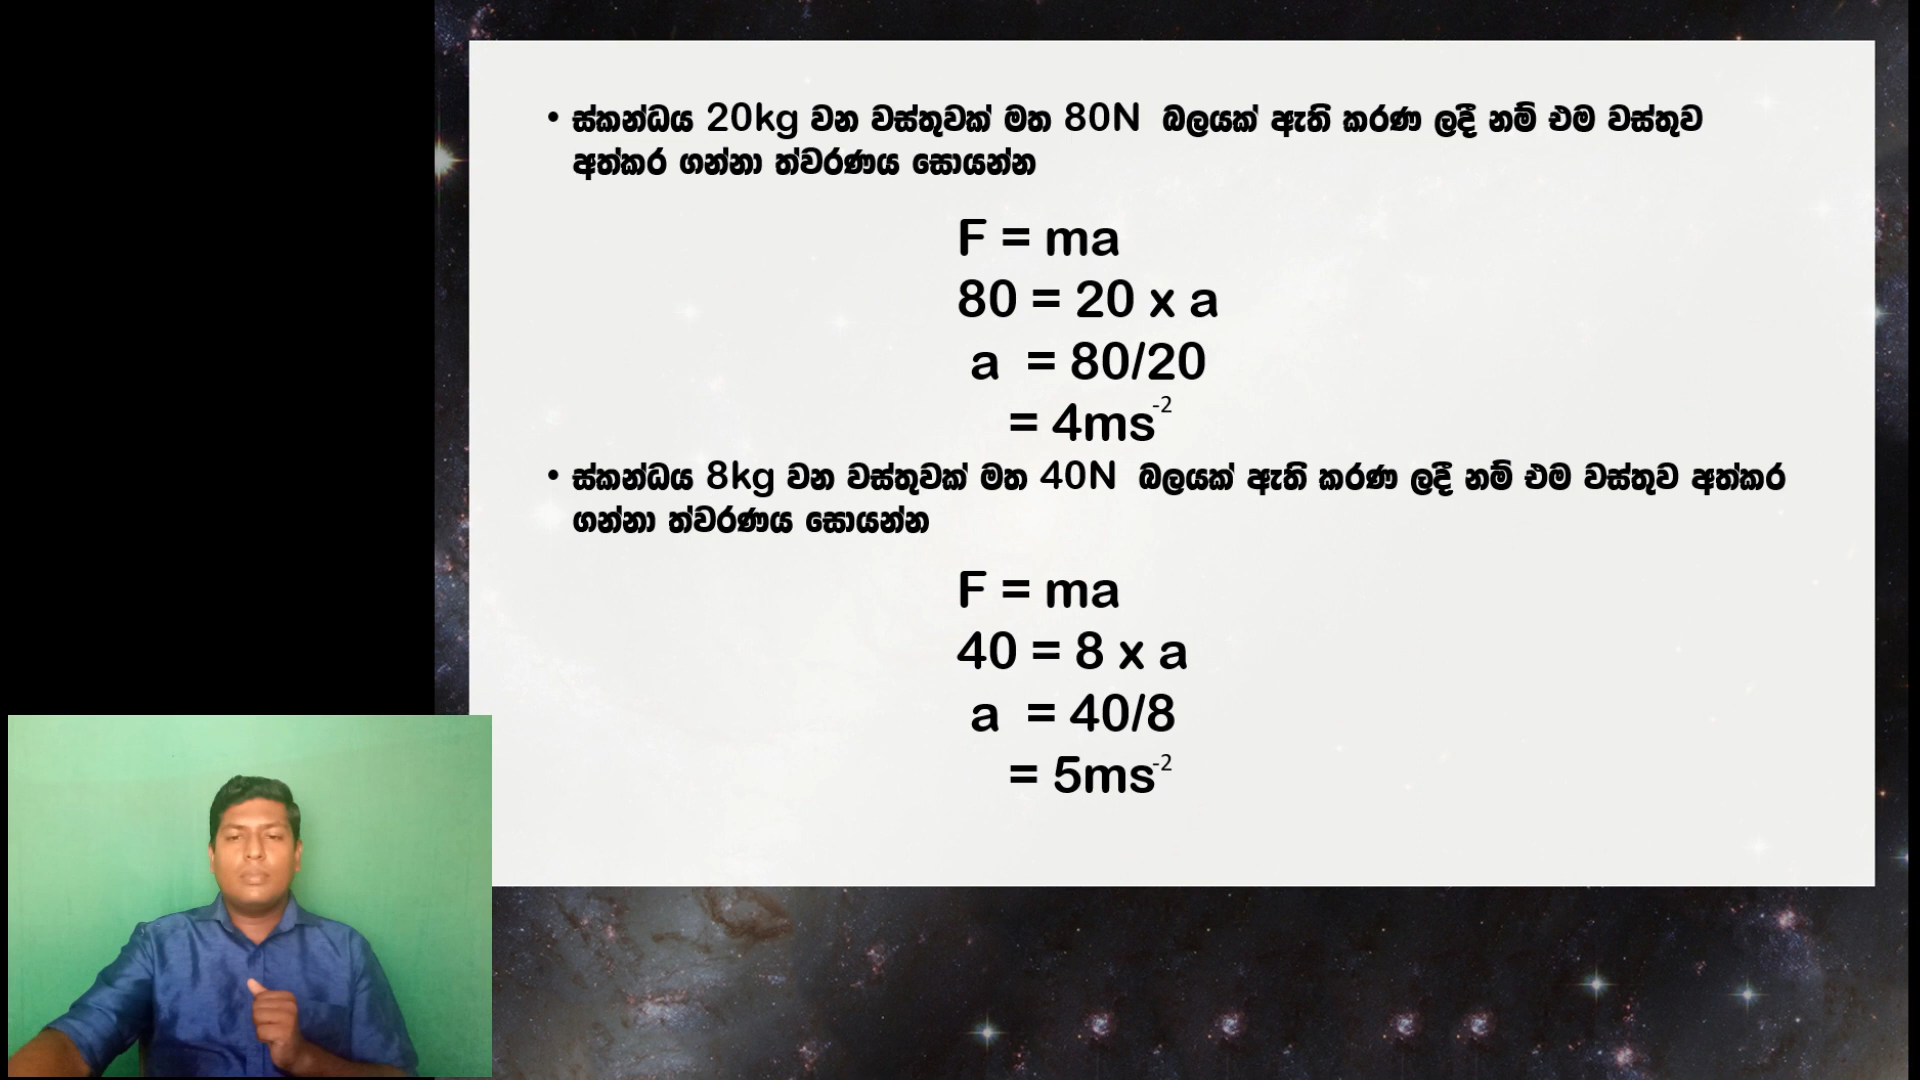 • ස්කන්ධය 20kg වන වස්තුවක් මත 80N බලයක් ඇති කරණ ලදී නම් එම වස්තුව
අත්කර ගන්නා ත්වරණය සොයන්න
F = ma
80 = 20 x a
a = 80/20
= 4ms⁻²
• ස්කන්ධය 8kg වන වස්තුවක් මත 40N බලයක් ඇති කරණ ලදී නම් එම වස්තුව අත්කර
ගන්නා ත්වරණය සොයන්න
F = ma
40 = 8 x a
a = 40/8
= 5ms⁻²